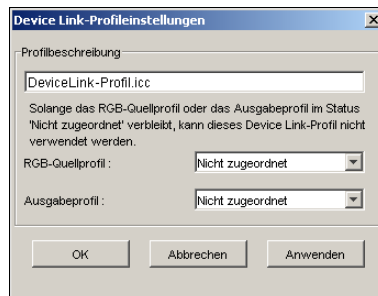 Device Link-Profileinstellungen
Profilbeschreibung
DeviceLink-Profil.icc
Solange das RGB-Quellprofil oder das Ausgabeprofil im Status
'Nicht zugeordnet' verbleibt, kann dieses Device Link-Profil nicht
verwendet werden.
RGB-Quellprofil : Nicht zugeordnet
Ausgabeprofil : Nicht zugeordnet
OK Abbrechen Anwenden